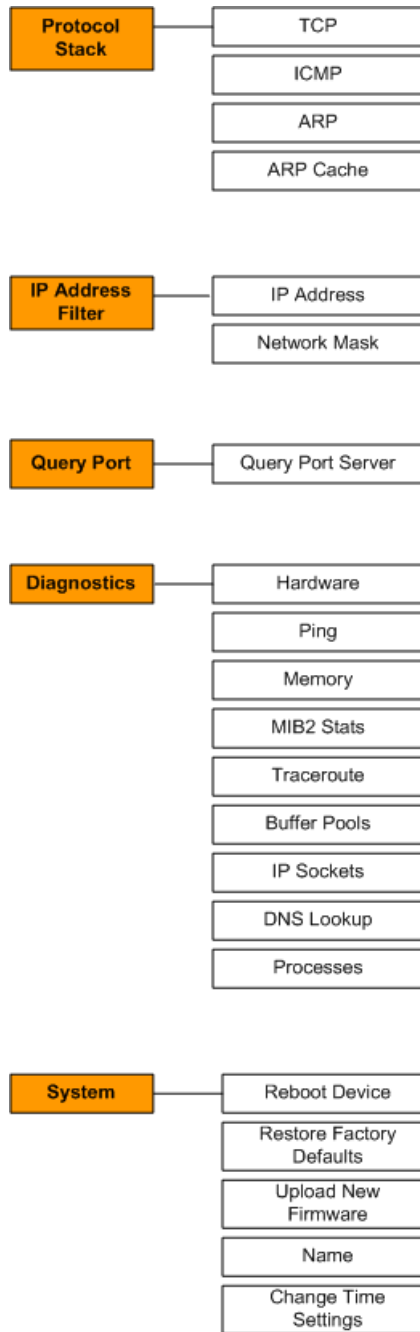 Protocol
Stack
TCP
ICMP
ARP
ARP Cache
IP Address
Filter
IP Address
Network Mask
Query Port
Query Port Server
Diagnostics
Hardware
Ping
Memory
MIB2 Stats
Traceroute
Buffer Pools
IP Sockets
DNS Lookup
Processes
System
Reboot Device
Restore Factory
Defaults
Upload New
Firmware
Name
Change Time
Settings